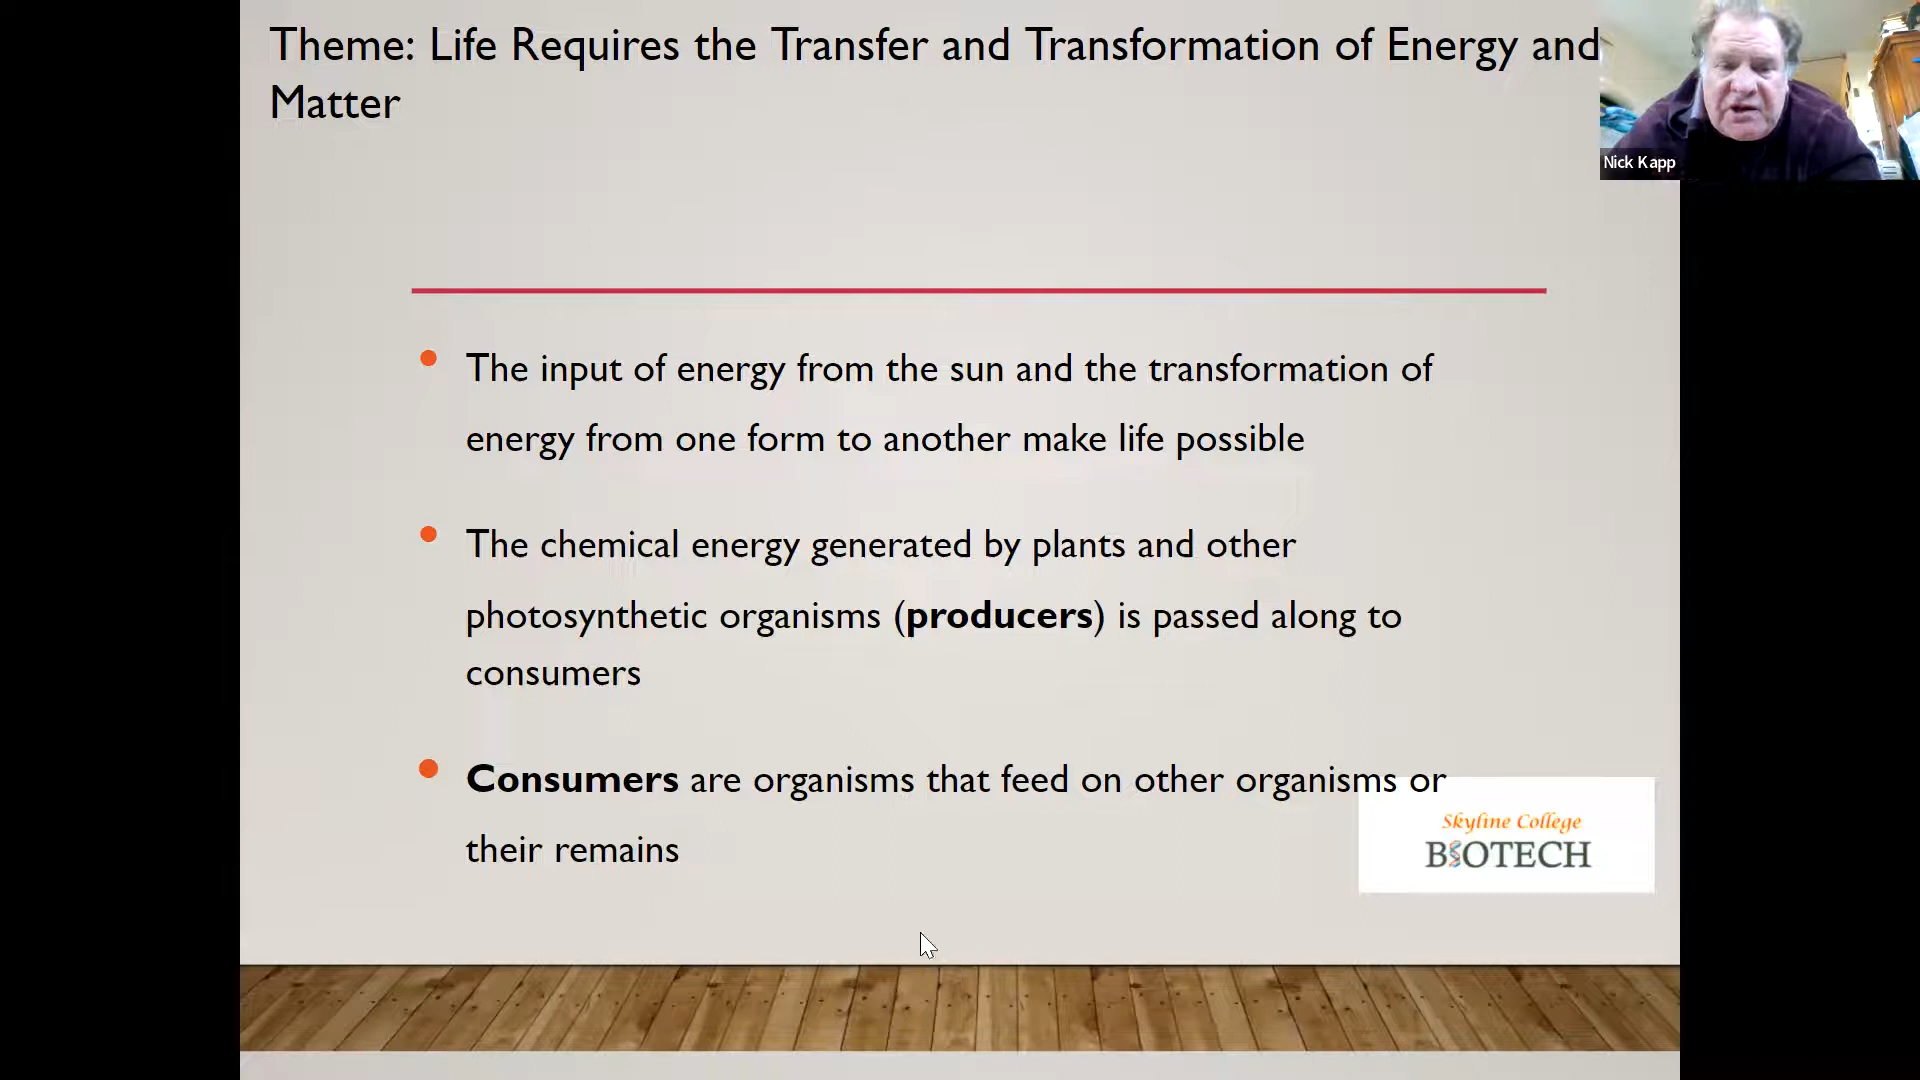 Theme: Life Requires the Transfer and Transformation of Energy and
Matter
Nick Kapp
The input of energy from the sun and the transformation of
energy from one form to another make life possible
The chemical energy generated by plants and other
photosynthetic organisms (producers) is passed along to
consumers
Consumers are organisms that feed on other organisms or
their remains
Skyline College
BIOTECH